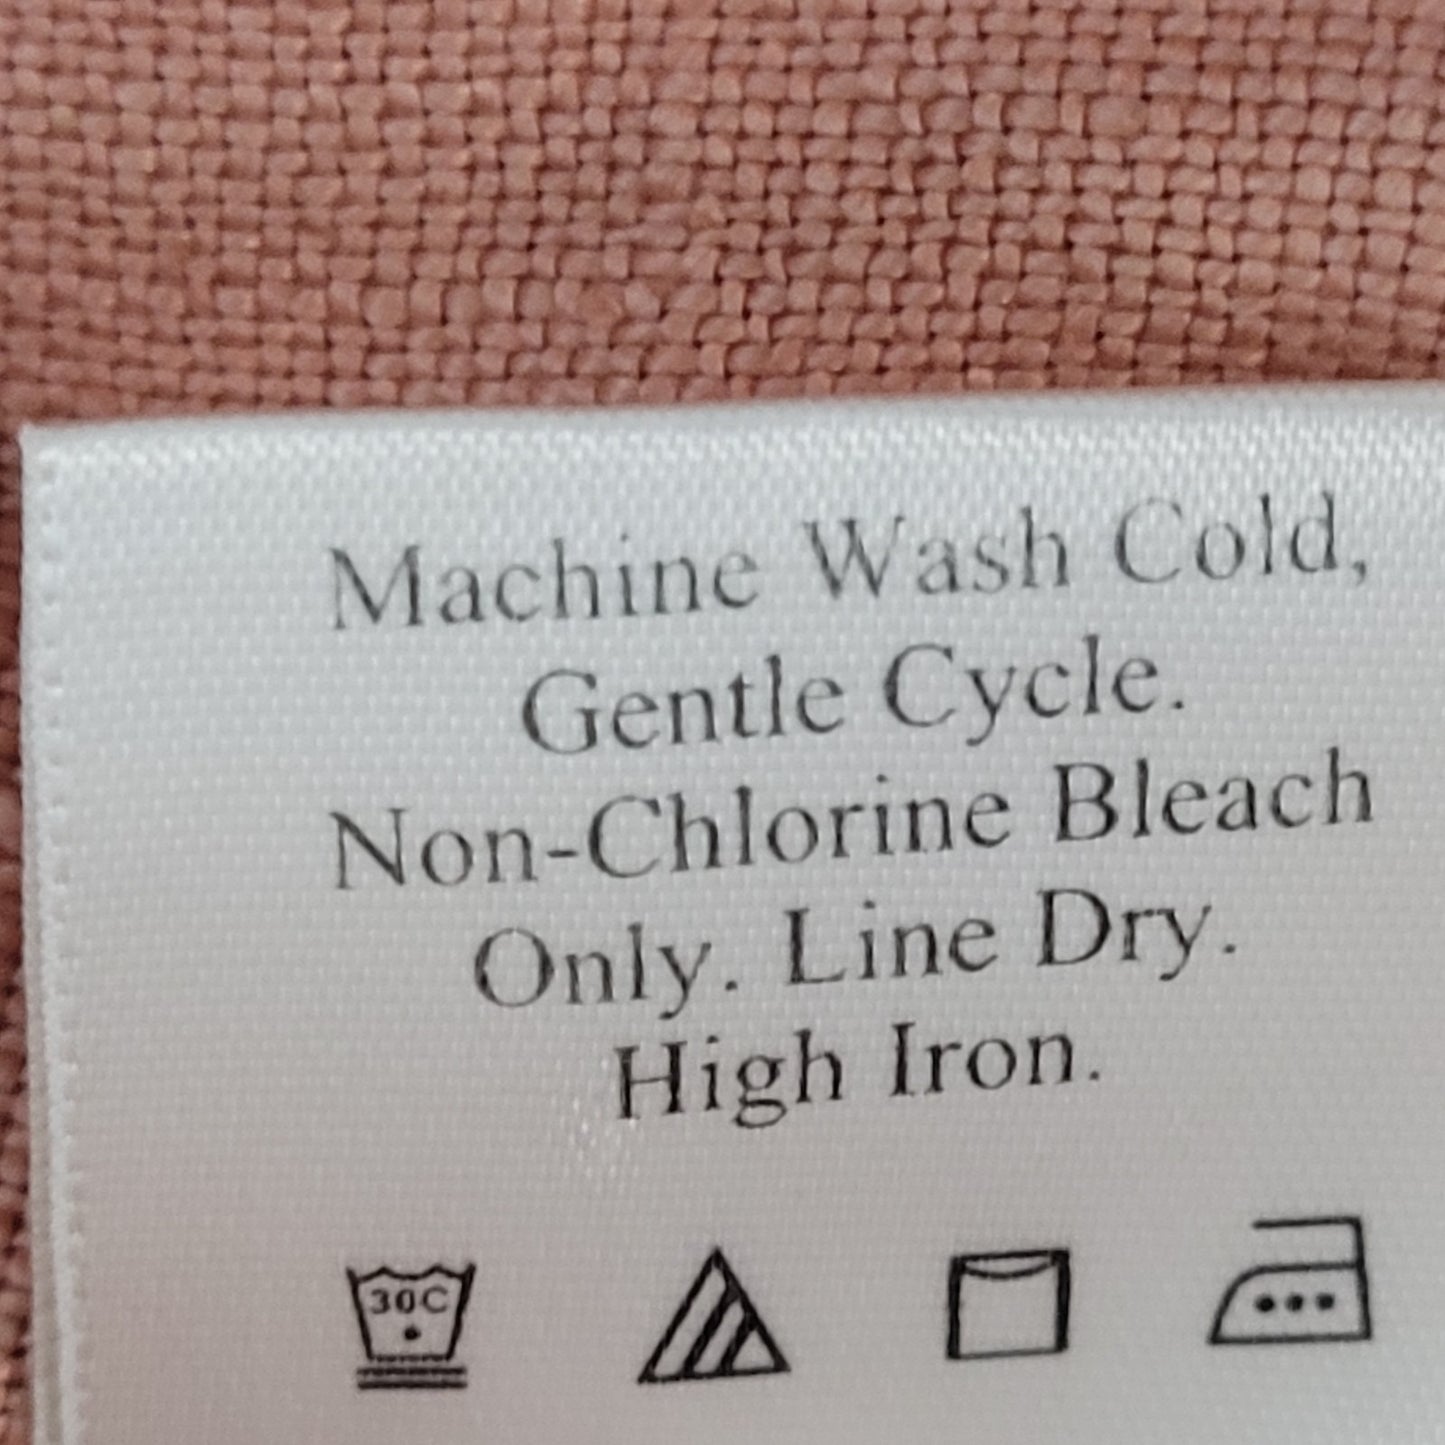 Machine Wash Cold,
Gentle Cycle.
Non-Chlorine Bleach
Only. Line Dry.
High Iron.
30C